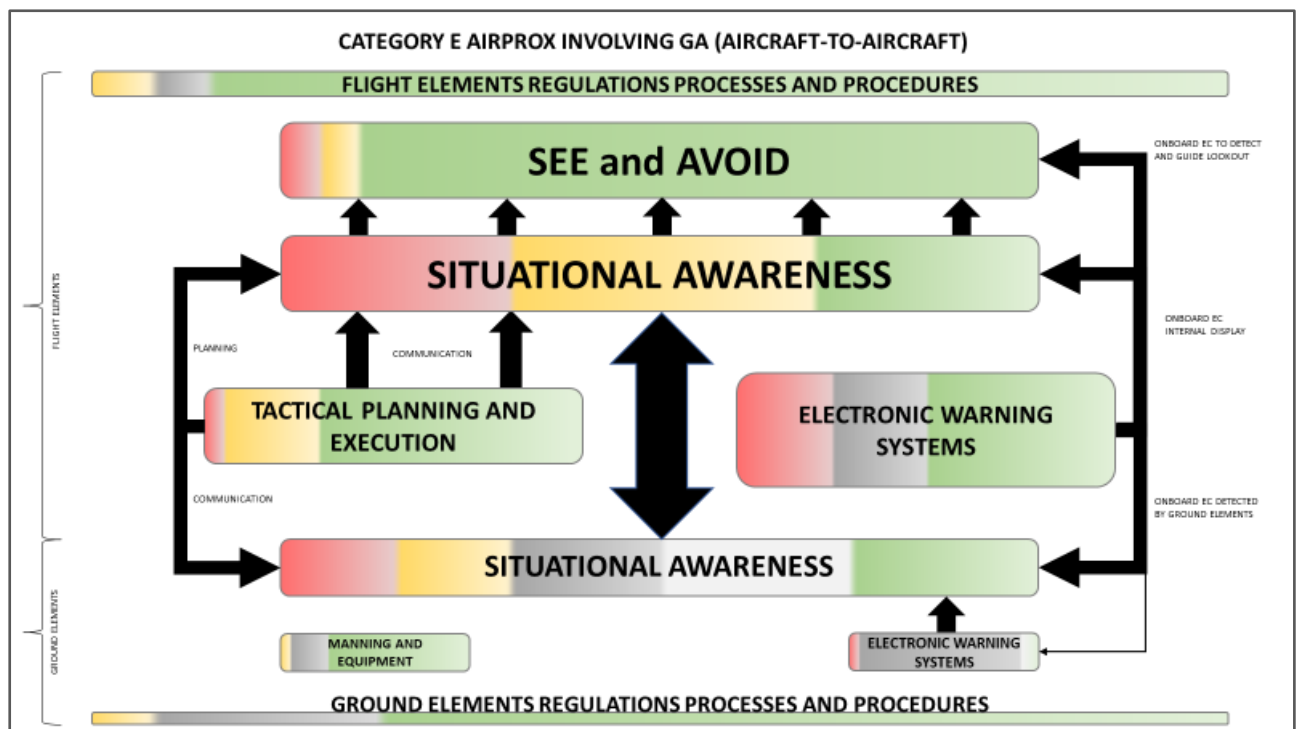 CATEGORY E AIRPROX INVOLVING GA (AIRCRAFT-TO-AIRCRAFT)
FLIGHT ELEMENTS REGULATIONS PROCESSES AND PROCEDURES
SEE and AVOID
ONBOARD EC TO DETECT
AND GUIDE LOOKOUT
SITUATIONAL AWARENESS
FLIGHT ELEMENTS
PLANNING
COMMUNICATION
ONBOARD EC
INTERNAL DISPLAY
TACTICAL PLANNING AND
EXECUTION
ELECTRONIC WARNING
SYSTEMS
COMMUNICATION
ONBOARD EC DETECTED
BY GROUND ELEMENTS
SITUATIONAL AWARENESS
GROUND ELEMENTS
MANNING AND
EQUIPMENT
ELECTRONIC WARNING
SYSTEMS
GROUND ELEMENTS REGULATIONS PROCESSES AND PROCEDURES